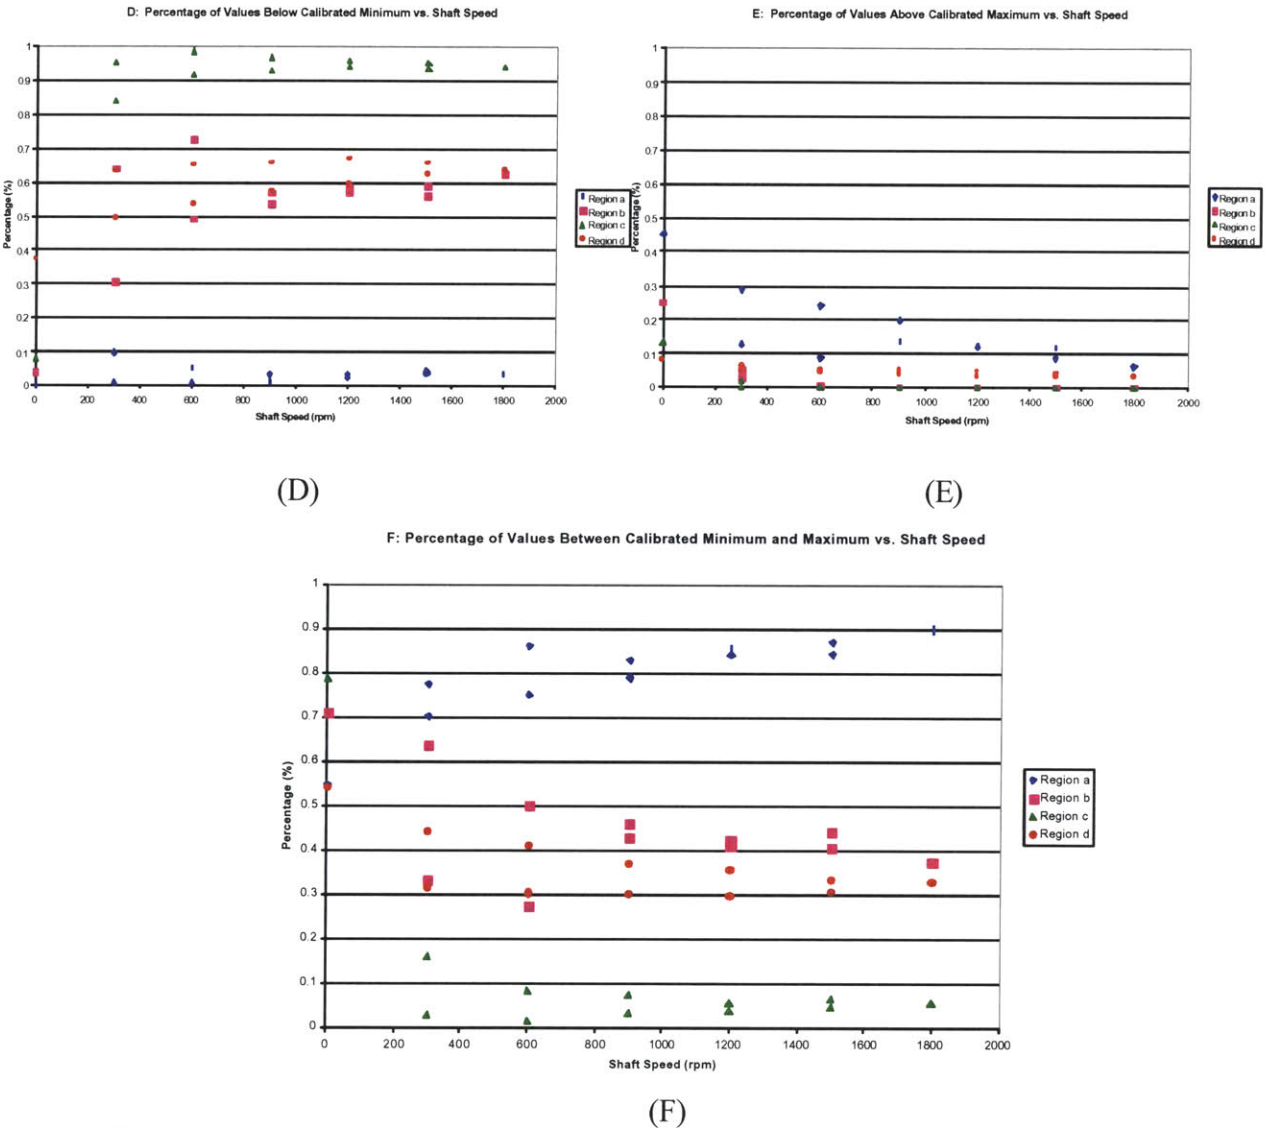 D: Percentage of Values Below Calibrated Minimum vs. Shaft Speed
1
0.9
0.8
0.7
0.6
0.5
0.4
0.3
0.2
0.1
0
Percentage (%)
0 200 400 600 800 1000 1200 1400 1600 1800 2000
Shaft Speed (rpm)
Region a
Region b
Region c
Region d
(D)
E: Percentage of Values Above Calibrated Maximum vs. Shaft Speed
1
0.9
0.8
0.7
0.6
0.5
0.4
0.3
0.2
0.1
0
Percentage (%)
0 200 400 600 800 1000 1200 1400 1600 1800 2000
Shaft Speed (rpm)
Region a
Region b
Region c
Region d
(E)
F: Percentage of Values Between Calibrated Minimum and Maximum vs. Shaft Speed
1
0.9
0.8
0.7
0.6
0.5
0.4
0.3
0.2
0.1
0
Percentage (%)
0 200 400 600 800 1000 1200 1400 1600 1800 2000
Shaft Speed (rpm)
Region a
Region b
Region c
Region d
(F)